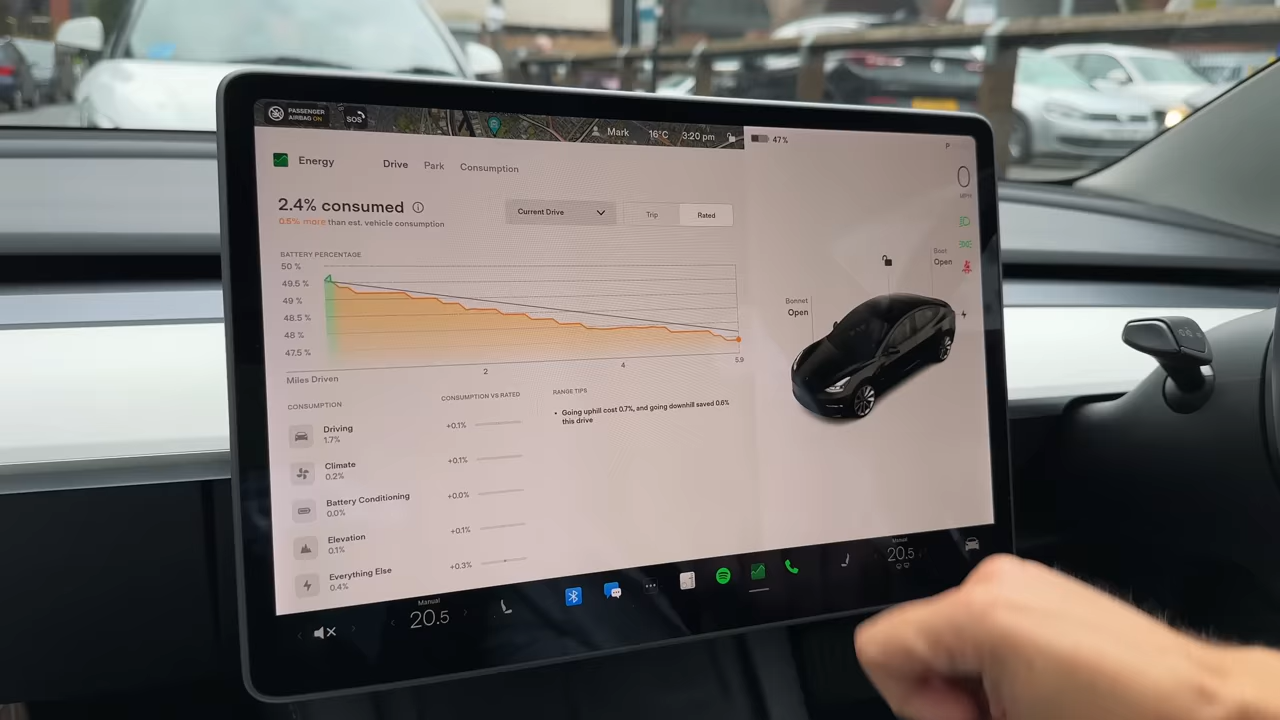 PASSENGER
AIRBAG ON
SOS
Mark
16°C
3:20 pm
47%
P
0
MPH
Energy
Drive
Park
Consumption
2.4% consumed
0.5% more than est. vehicle consumption
Current Drive
Trip
Rated
BATTERY PERCENTAGE
50 %
49.5 %
49 %
48.5 %
48 %
47.5 %
2
4
5.9
Miles Driven
Boot
Open
Bonnet
Open
CONSUMPTION
CONSUMPTION VS RATED
RANGE TIPS
Driving
1.7%
+0.1%
• Going uphill cost 0.7%, and going downhill saved 0.6%
this drive
Climate
0.2%
+0.1%
Battery Conditioning
0.0%
+0.0%
Elevation
0.1%
+0.1%
Everything Else
0.4%
+0.3%
Manual
20.5
Manual
20.5